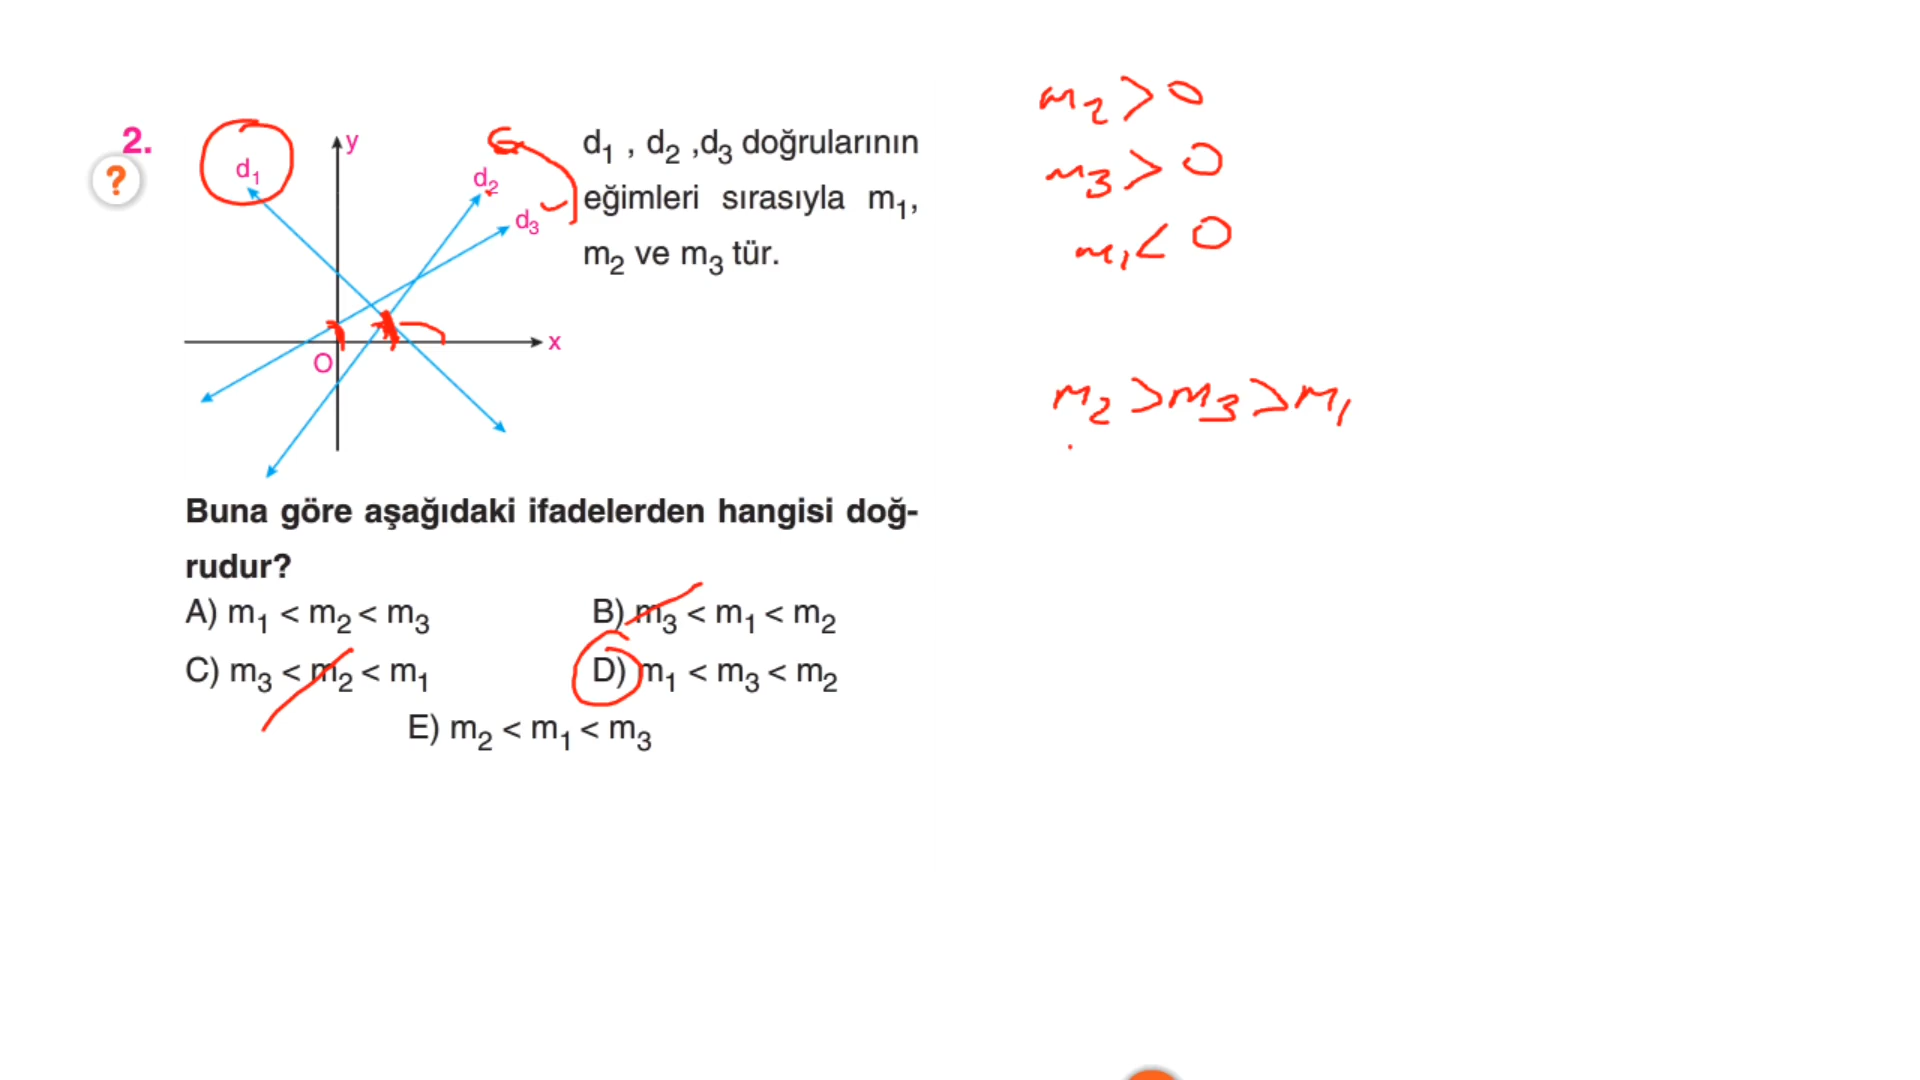 2.
?
d₁
y
d₂
d₃
x
O
d₁ , d₂ ,d₃ doğrularının
eğimleri sırasıyla m₁,
m₂ ve m₃ tür.
Buna göre aşağıdaki ifadelerden hangisi doğ-
rudur?
A) m₁ < m₂ < m₃
B) m₃ < m₁ < m₂
C) m₃ < m₂ < m₁
D) m₁ < m₃ < m₂
E) m₂ < m₁ < m₃
m₂ > 0
m₃ > 0
m₁ < 0
m₂ > m₃ > m₁